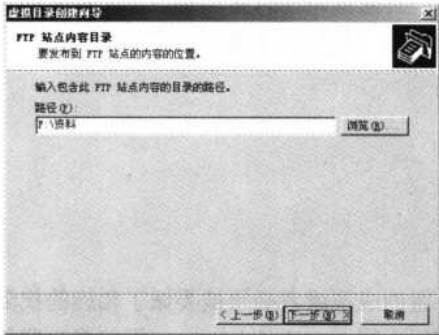 虚拟目录创建向导
FTP 站点内容目录
要发布到 FTP 站点的内容的位置。
输入包含此 FTP 站点内容的目录的路径。
路径(P):
F:\资料
浏览(R)...
< 上一步(B)
下一步(N) >
取消